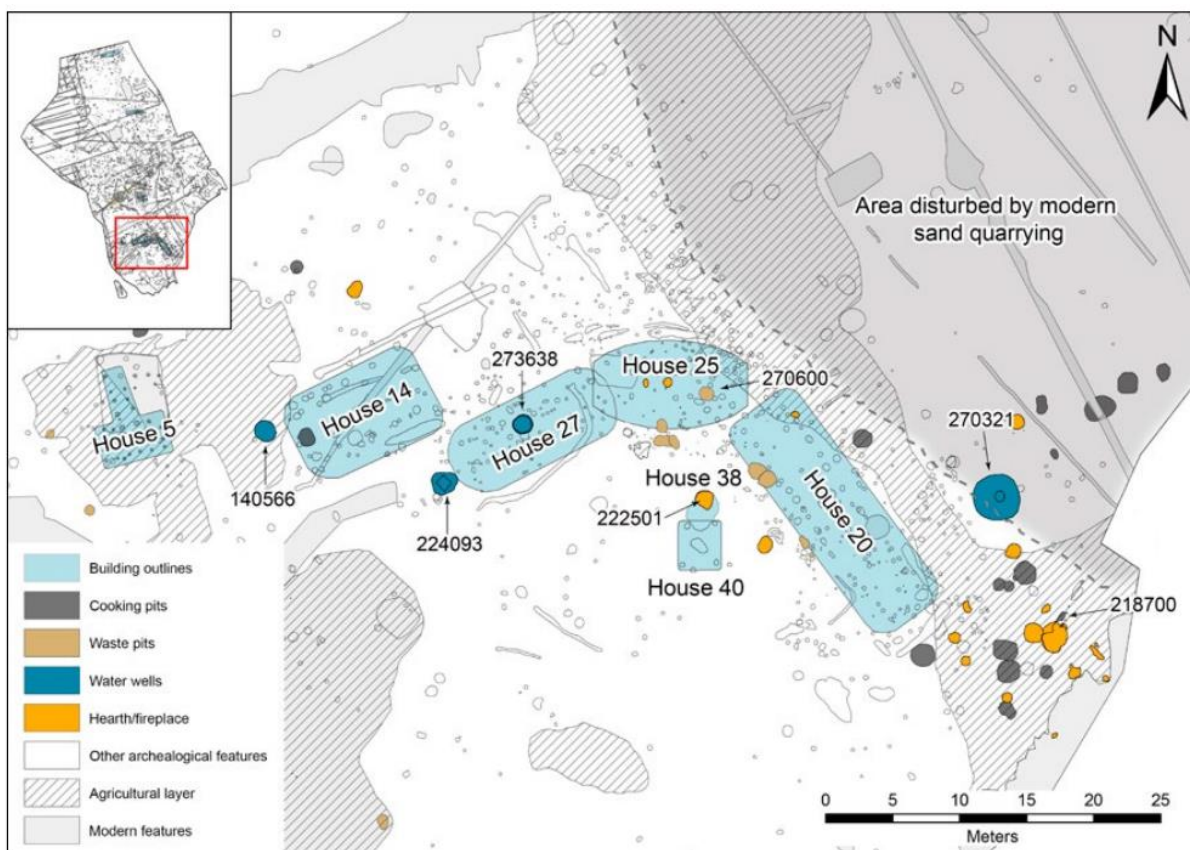 N
Area disturbed by modern
sand quarrying
273638
House 25
270600
House 14
270321
House 5
House 27
140566
House 38
222501
House 20
224093
House 40
218700
Building outlines
Cooking pits
Waste pits
Water wells
Hearth/fireplace
Other archealogical features
Agricultural layer
Modern features
0 5 10 15 20 25
Meters